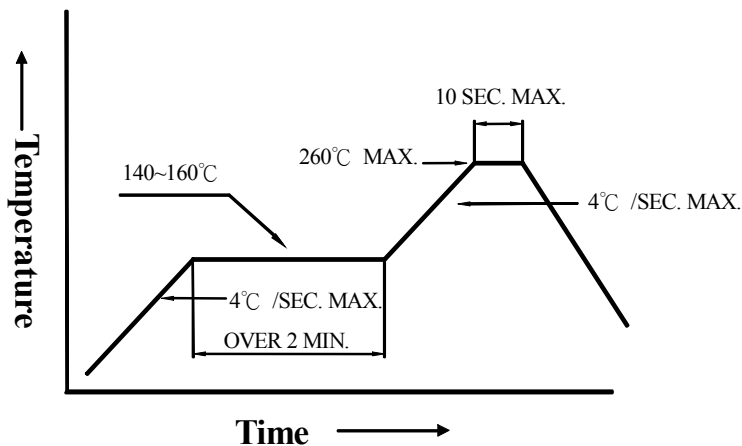 10 SEC. MAX.
260℃ MAX.
140~160℃
4℃ /SEC. MAX.
4℃ /SEC. MAX.
OVER 2 MIN.
Temperature
Time